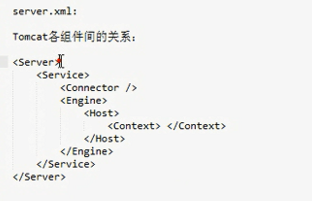 server.xml:
Tomcat各组件间的关系：
<Server>
<Service>
<Connector />
<Engine>
<Host>
<Context> </Context>
</Host>
</Engine>
</Service>
</Server>